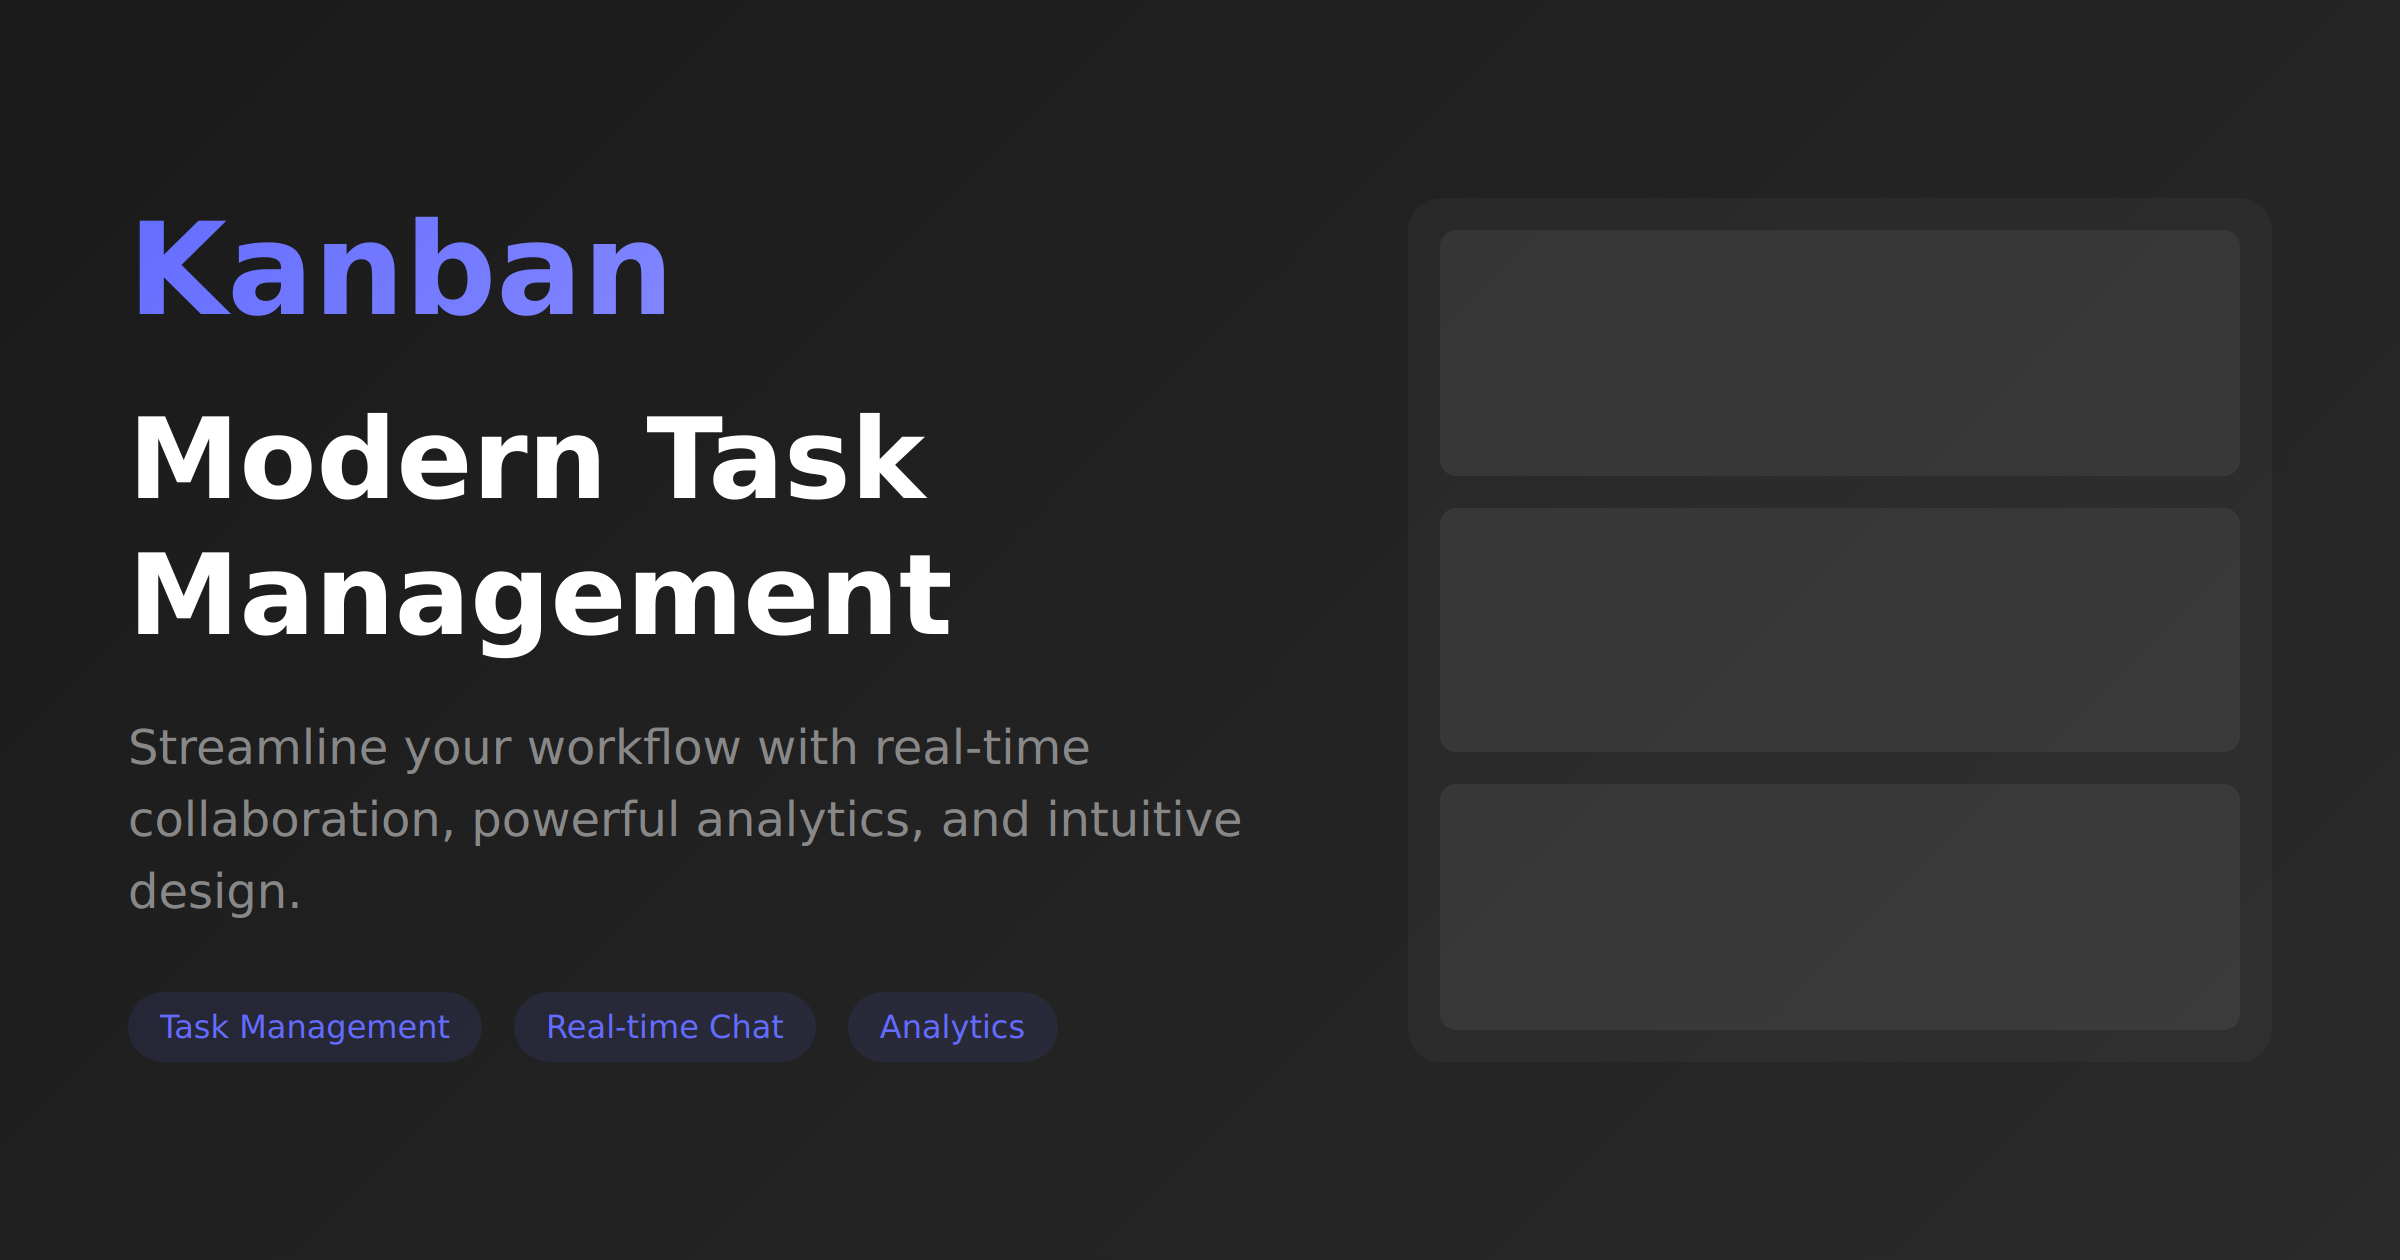 Kanban
Modern Task
Management
Streamline your workflow with real-time
collaboration, powerful analytics, and intuitive
design.
Task Management
Real-time Chat
Analytics